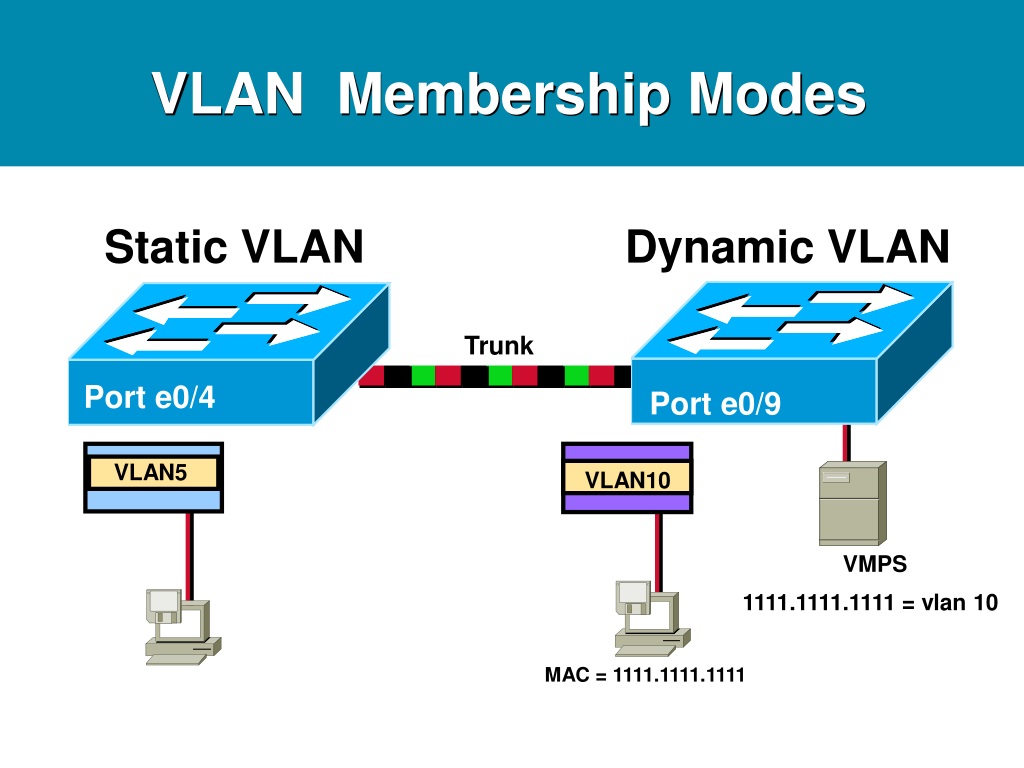 VLAN Membership Modes
Static VLAN
Dynamic VLAN
Trunk
Port e0/4
Port e0/9
VLAN5
VLAN10
VMPS
1111.1111.1111 = vlan 10
MAC = 1111.1111.1111